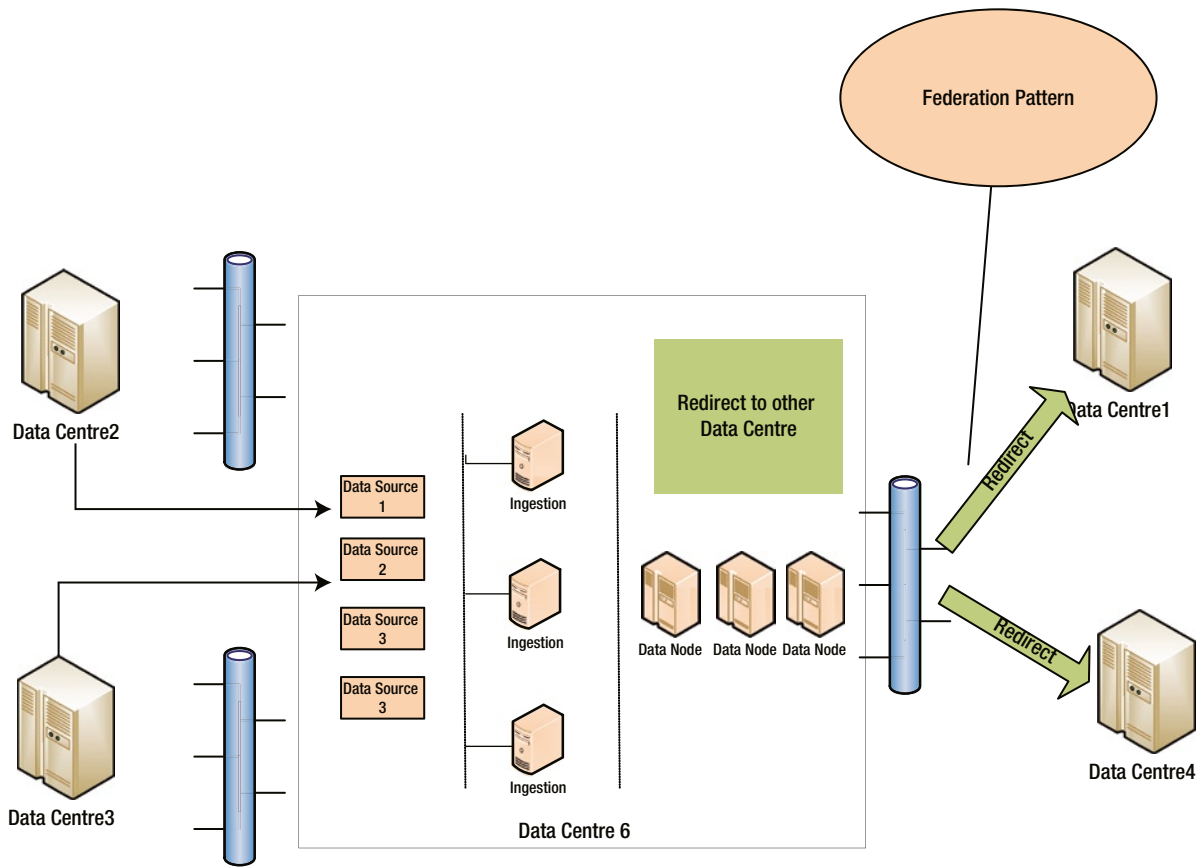 Federation Pattern
Data Centre2
Data Centre1
Redirect to other
Data Centre
Redirect
Data Source
1
Ingestion
Data Source
2
Data Source
3
Ingestion
Data Node
Data Node
Data Node
Redirect
Data Source
3
Ingestion
Data Centre3
Data Centre4
Data Centre 6